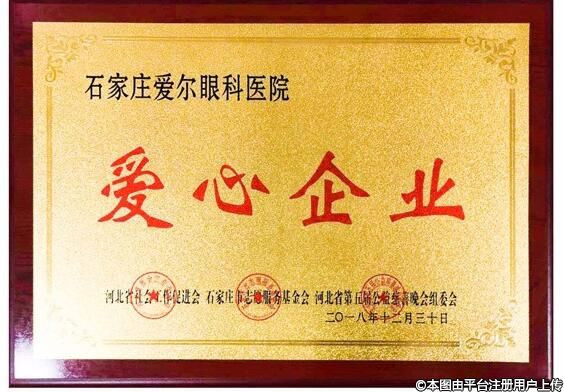 石家庄爱尔眼科医院
爱心企业
河北省社会工作促进会 石家庄市志愿服务基金会 河北省第五届公益慈善晚会组委会
二〇一八年十二月三十日
©本图由平台注册用户上传